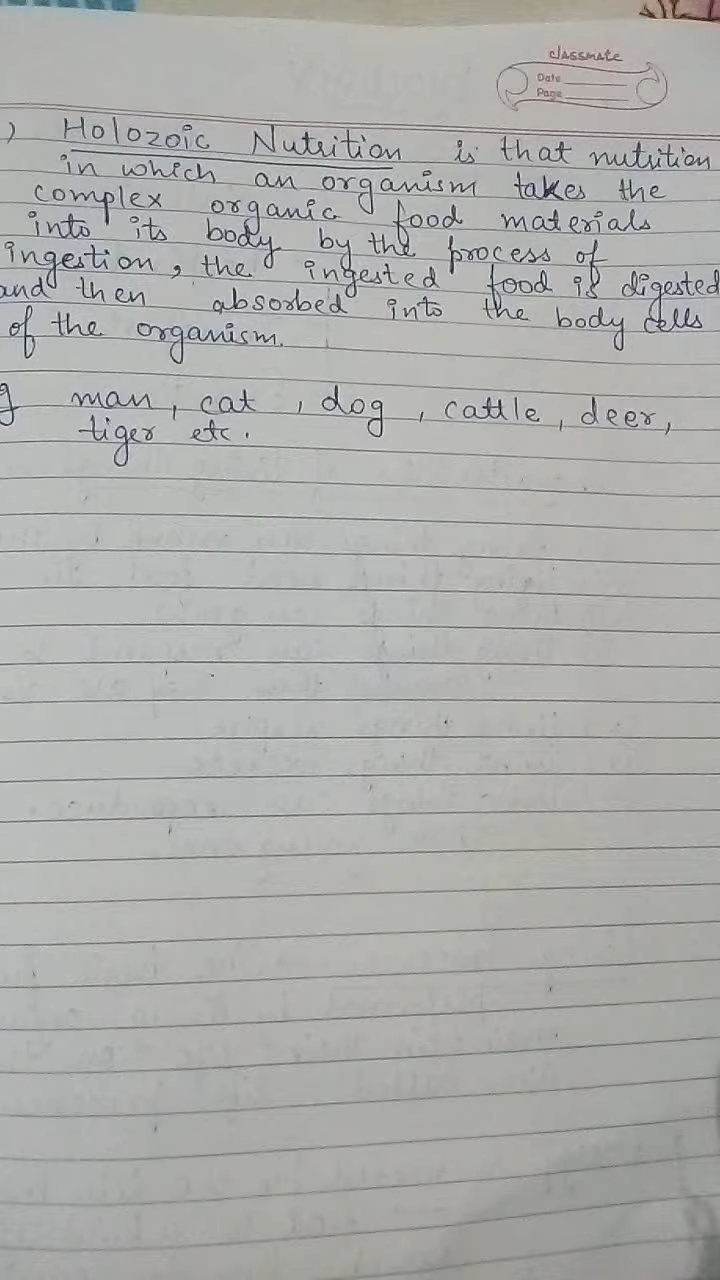 classmate
Date
Page
) Holozoic Nutrition is that nutrition
in which an organism takes the
complex organic food materials
into its body by the process of
ingestion, the ingested food is digested
and then absorbed into the body cells
of the organism.
g man, cat, dog, cattle, deer,
tiger etc.